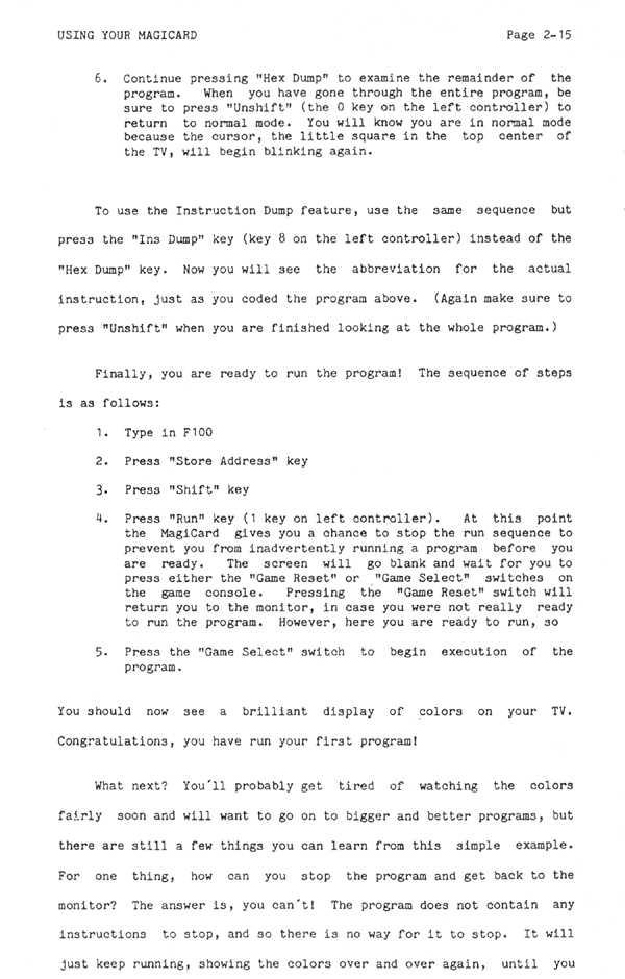 USING YOUR MAGICARD Page 2-15
6. Continue pressing "Hex Dump" to examine the remainder of the
program. When you have gone through the entire program, be
sure to press "Unshift" (the 0 key on the left controller) to
return to normal mode. You will know you are in normal mode
because the cursor, the little square in the top center of
the TV, will begin blinking again.
To use the Instruction Dump feature, use the same sequence but
press the "Ins Dump" key (key 8 on the left controller) instead of the
"Hex Dump" key. Now you will see the abbreviation for the actual
instruction, just as you coded the program above. (Again make sure to
press "Unshift" when you are finished looking at the whole program.)
Finally, you are ready to run the program! The sequence of steps
is as follows:
1. Type in F100
2. Press "Store Address" key
3. Press "Shift" key
4. Press "Run" key (1 key on left controller). At this point
the MagiCard gives you a chance to stop the run sequence to
prevent you from inadvertently running a program before you
are ready. The screen will go blank and wait for you to
press either the "Game Reset" or "Game Select" switches on
the game console. Pressing the "Game Reset" switch will
return you to the monitor, in case you were not really ready
to run the program. However, here you are ready to run, so
5. Press the "Game Select" switch to begin execution of the
program.
You should now see a brilliant display of colors on your TV.
Congratulations, you have run your first program!
What next? You'll probably get tired of watching the colors
fairly soon and will want to go on to bigger and better programs, but
there are still a few things you can learn from this simple example.
For one thing, how can you stop the program and get back to the
monitor? The answer is, you can't! The program does not contain any
instructions to stop, and so there is no way for it to stop. It will
just keep running, showing the colors over and over again, until you